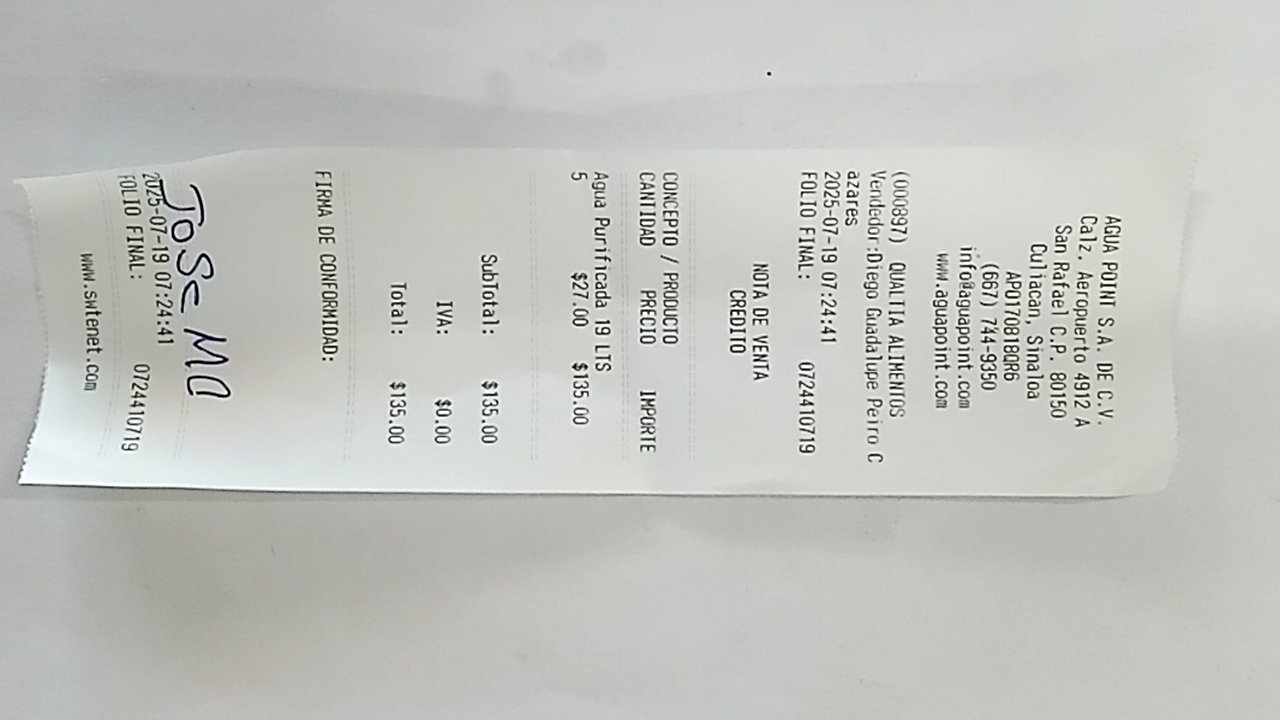 AGUA POINT S.A. DE C.V.
Calz. Aeropuerto 4912 A
San Rafael C.P. 80150
Culiacan, Sinaloa
APO170818QR6
(667) 744-9350
info@aguapoint.com
www.aguapoint.com
(000897) QUALTIA ALIMENTOS
Vendedor:Diego Guadalupe Peiro C
azares
2025-07-19 07:24:41
FOLIO FINAL: 0724410719
NOTA DE VENTA
CREDITO
CONCEPTO / PRODUCTO
CANTIDAD PRECIO IMPORTE
Agua Purificada 19 LTS
5 $27.00 $135.00
SubTotal: $135.00
IVA: $0.00
Total: $135.00
FIRMA DE CONFORMIDAD:
Jose
2025-07-19 07:24:41
FOLIO FINAL: 0724410719
www.swtenet.com